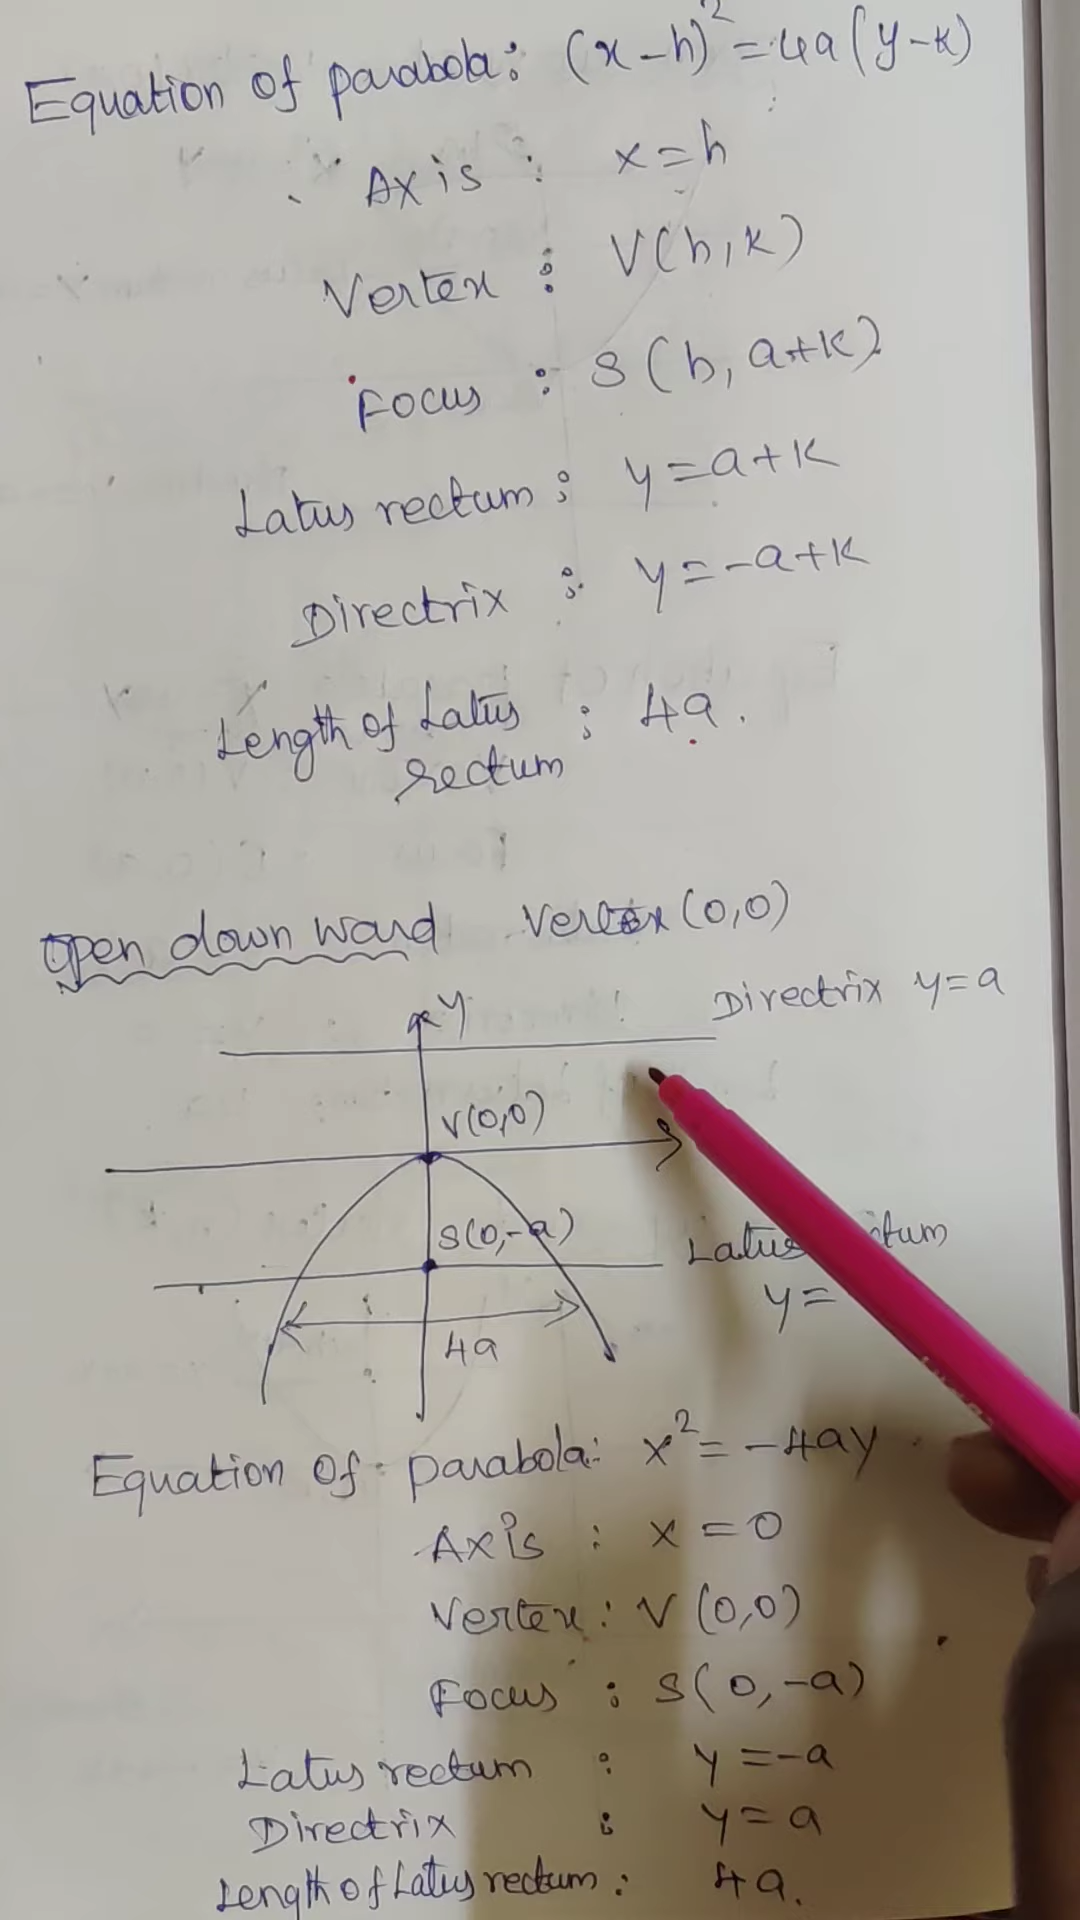 Equation of parabola: (x-h)² = 4a(y-k)
Axis : x=h
Vertex : V(h,k)
Focus : S(h, a+k)
Latus rectum : y=a+k
Directrix : y=-a+k
Length of Latus rectum : 4a.
Open down ward Vertex (0,0)
y
Directrix y=a
V(0,0)
S(0,-a)
Latus
y=
4a
Equation of parabola: x²=-4ay
Axis : x=0
Vertex : V(0,0)
Focus : S(0,-a)
Latus rectum : y=-a
Directrix : y=a
Length of Latus rectum : 4a.